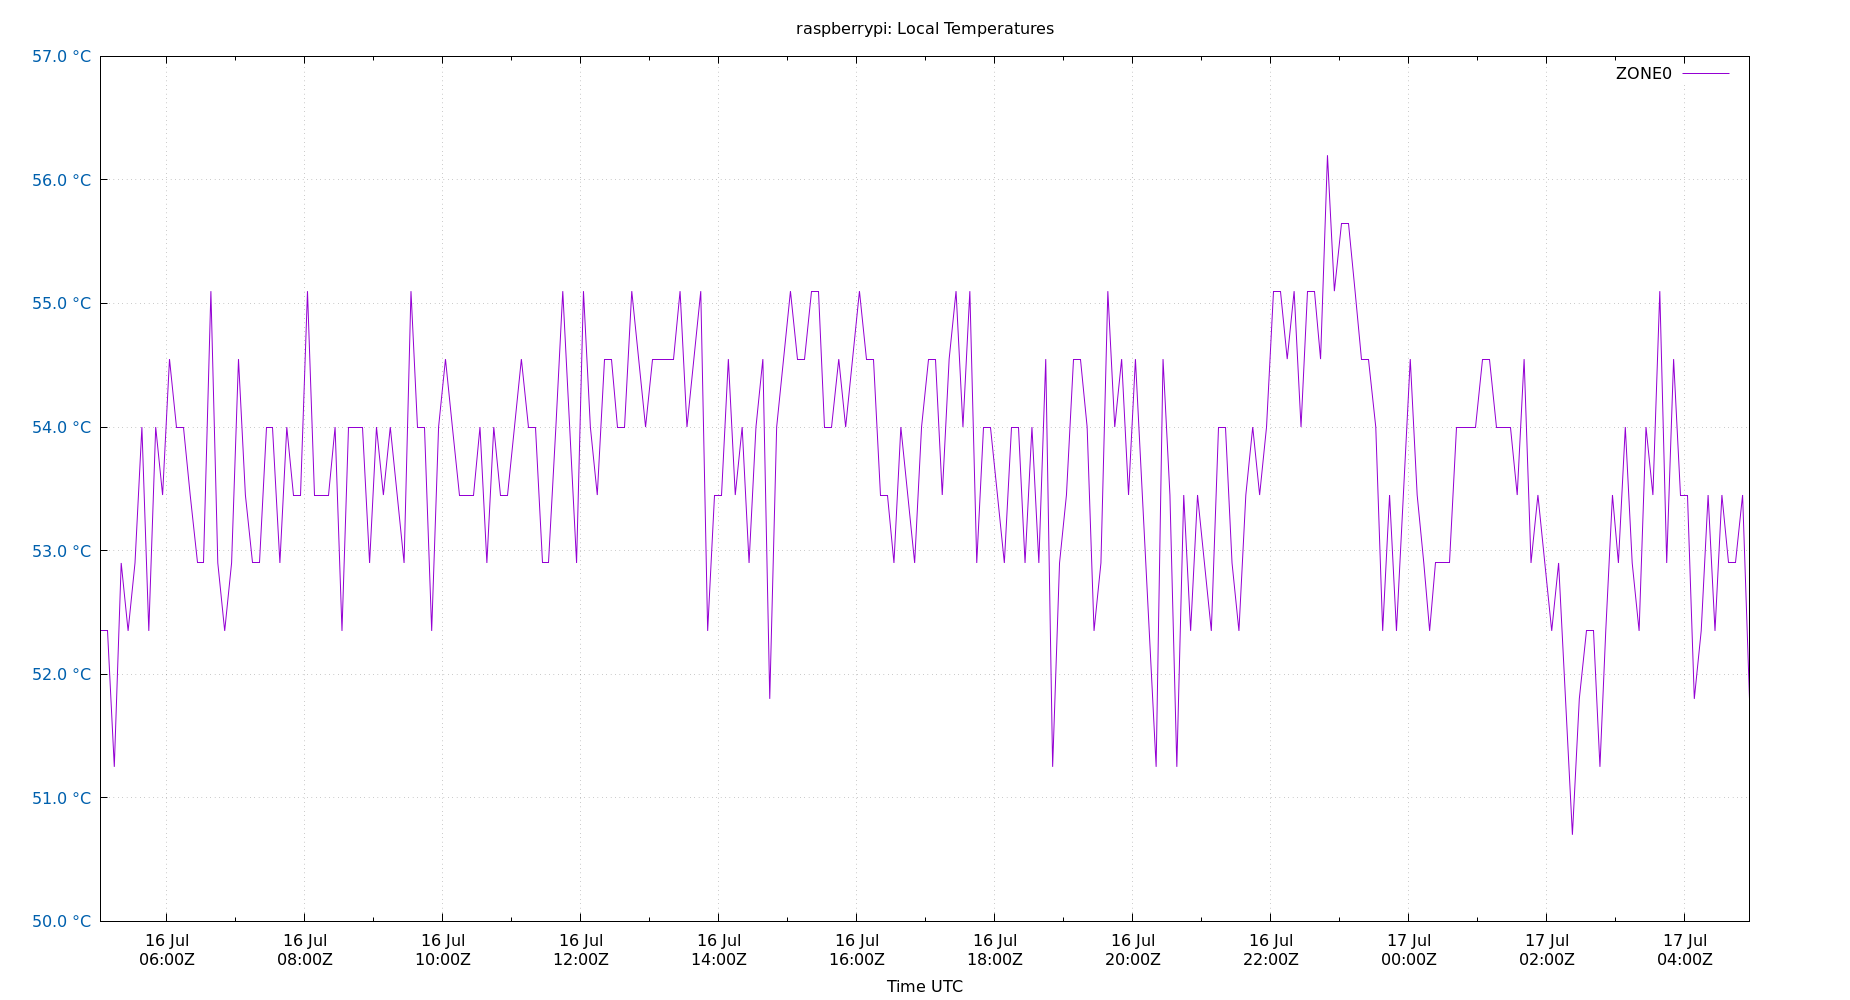 raspberrypi: Local Temperatures
57.0 °C
ZONE0
56.0 °C
55.0 °C
54.0 °C
53.0 °C
52.0 °C
51.0 °C
50.0 °C
16 Jul 16 Jul 16 Jul 16 Jul 16 Jul 16 Jul 16 Jul 16 Jul 16 Jul 17 Jul 17 Jul 17 Jul
06:00Z 08:00Z 10:00Z 12:00Z 14:00Z 16:00Z 18:00Z 20:00Z 22:00Z 00:00Z 02:00Z 04:00Z
Time UTC